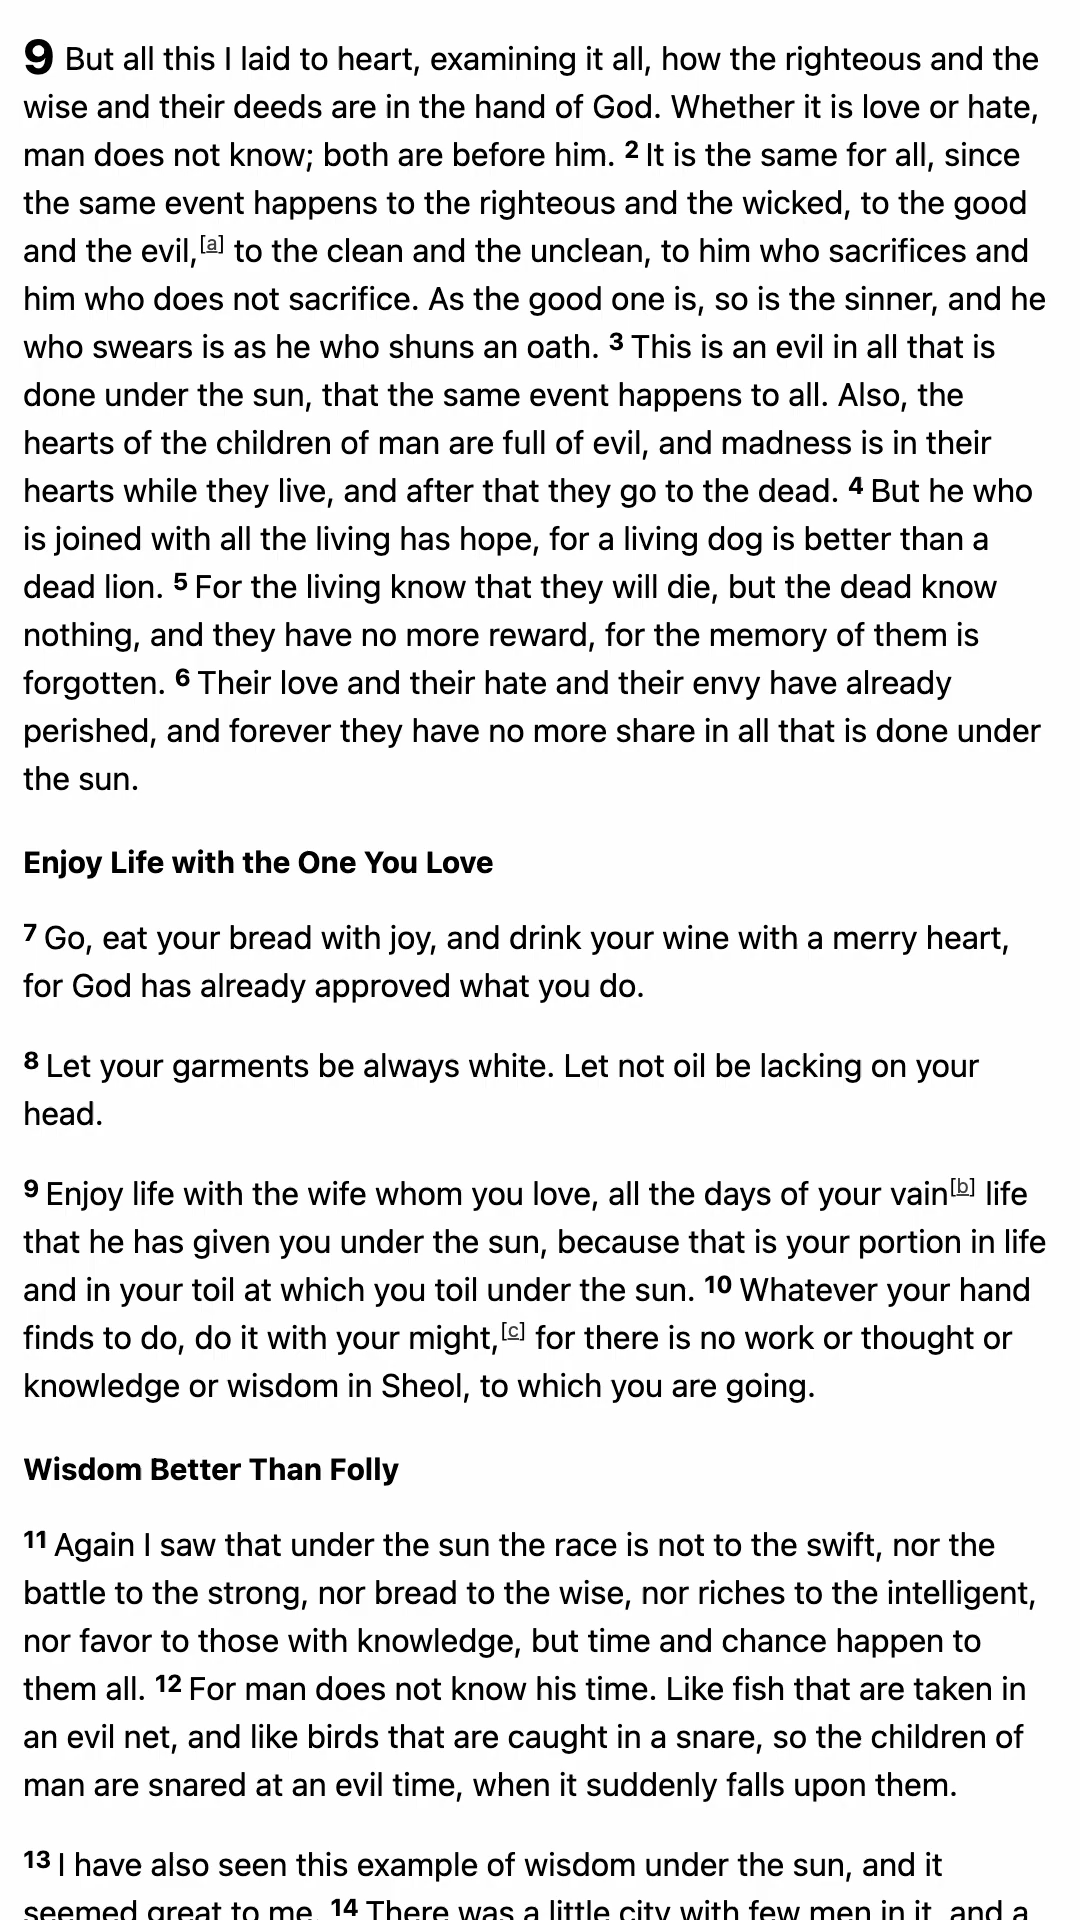 9 But all this I laid to heart, examining it all, how the righteous and the
wise and their deeds are in the hand of God. Whether it is love or hate,
man does not know; both are before him. 2 It is the same for all, since
the same event happens to the righteous and the wicked, to the good
and the evil,[a] to the clean and the unclean, to him who sacrifices and
him who does not sacrifice. As the good one is, so is the sinner, and he
who swears is as he who shuns an oath. 3 This is an evil in all that is
done under the sun, that the same event happens to all. Also, the
hearts of the children of man are full of evil, and madness is in their
hearts while they live, and after that they go to the dead. 4 But he who
is joined with all the living has hope, for a living dog is better than a
dead lion. 5 For the living know that they will die, but the dead know
nothing, and they have no more reward, for the memory of them is
forgotten. 6 Their love and their hate and their envy have already
perished, and forever they have no more share in all that is done under
the sun.
Enjoy Life with the One You Love
7 Go, eat your bread with joy, and drink your wine with a merry heart,
for God has already approved what you do.
8 Let your garments be always white. Let not oil be lacking on your
head.
9 Enjoy life with the wife whom you love, all the days of your vain[b] life
that he has given you under the sun, because that is your portion in life
and in your toil at which you toil under the sun. 10 Whatever your hand
finds to do, do it with your might,[c] for there is no work or thought or
knowledge or wisdom in Sheol, to which you are going.
Wisdom Better Than Folly
11 Again I saw that under the sun the race is not to the swift, nor the
battle to the strong, nor bread to the wise, nor riches to the intelligent,
nor favor to those with knowledge, but time and chance happen to
them all. 12 For man does not know his time. Like fish that are taken in
an evil net, and like birds that are caught in a snare, so the children of
man are snared at an evil time, when it suddenly falls upon them.
13 I have also seen this example of wisdom under the sun, and it
seemed great to me. 14 There was a little city with few men in it, and a